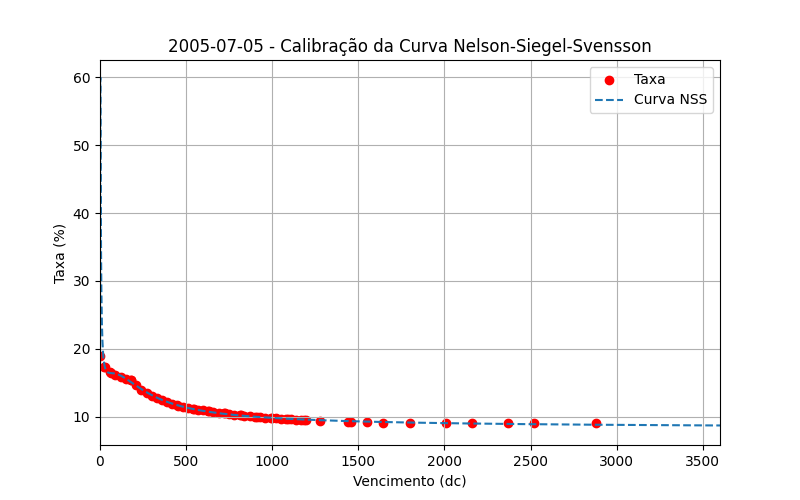 2005-07-05 - Calibração da Curva Nelson-Siegel-Svensson
60
50
40
30
20
10
Taxa (%)
Taxa
Curva NSS
0
500
1000
1500
2000
2500
3000
3500
Vencimento (dc)